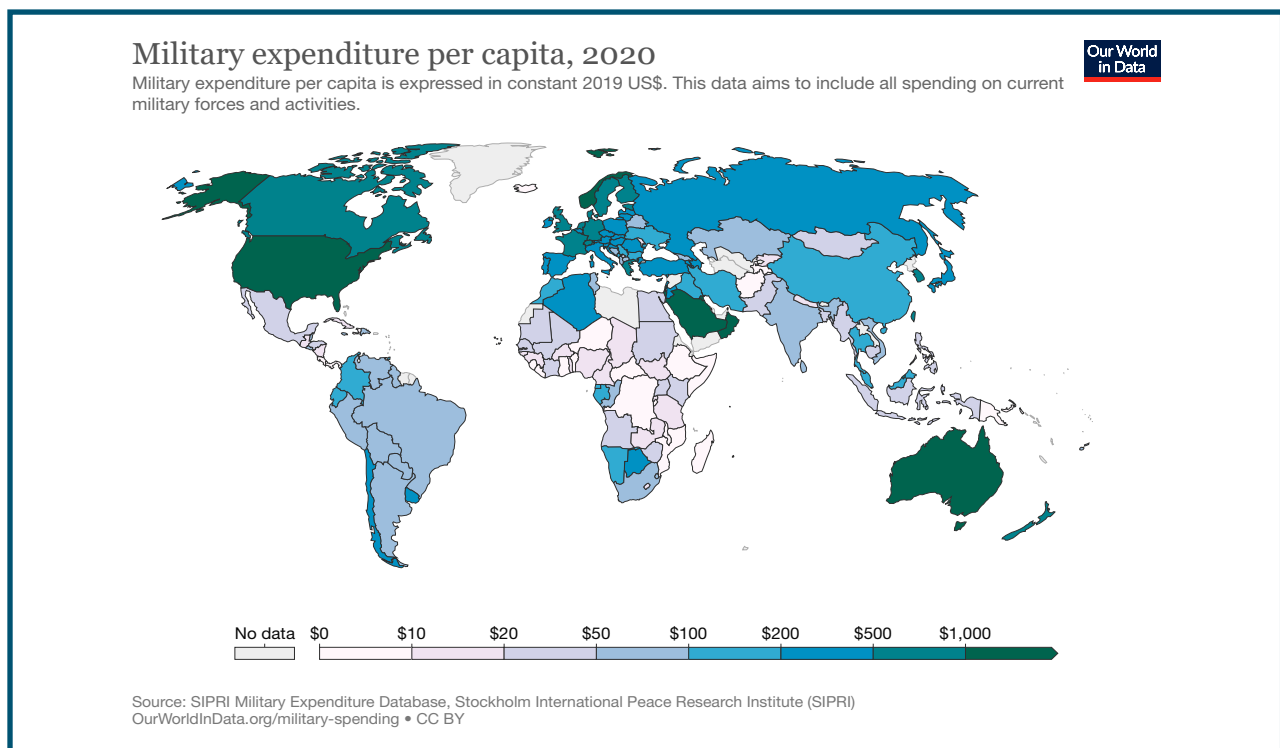 Military expenditure per capita, 2020
Our World
in Data
Military expenditure per capita is expressed in constant 2019 US$. This data aims to include all spending on current
military forces and activities.
No data $0 $10 $20 $50 $100 $200 $500 $1,000
Source: SIPRI Military Expenditure Database, Stockholm International Peace Research Institute (SIPRI)
OurWorldInData.org/military-spending • CC BY